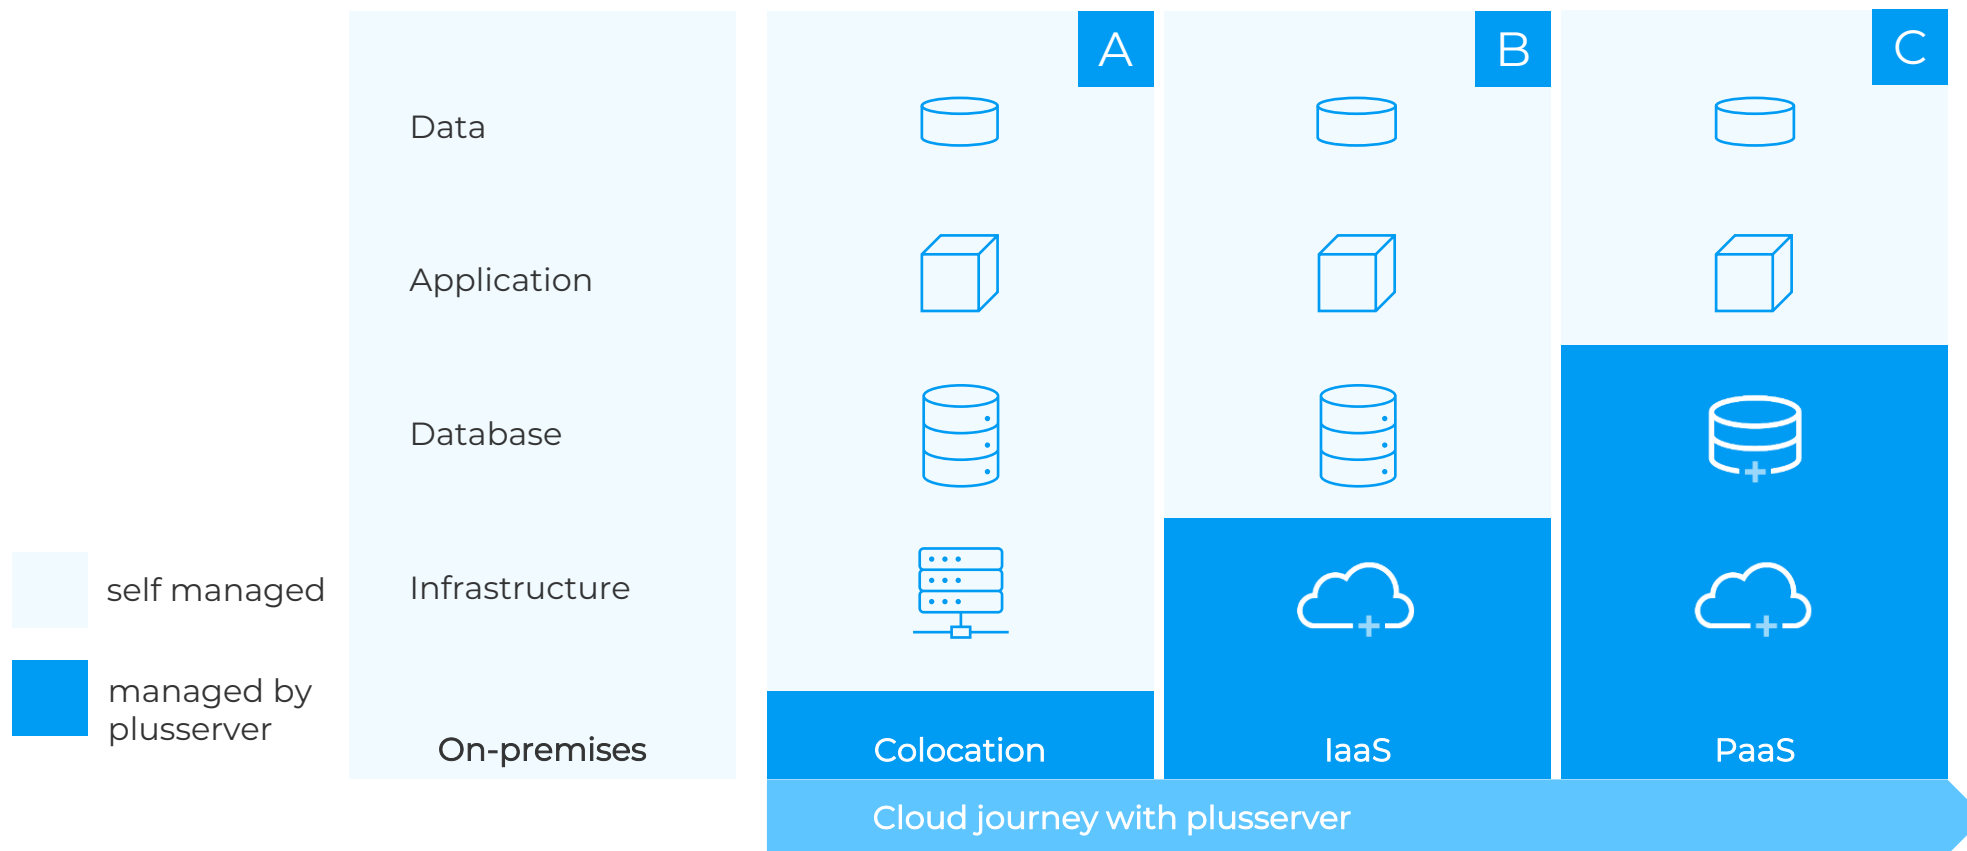 A
B
C
Data
Application
Database
Infrastructure
self managed
managed by
plusserver
On-premises
Colocation
IaaS
PaaS
Cloud journey with plusserver